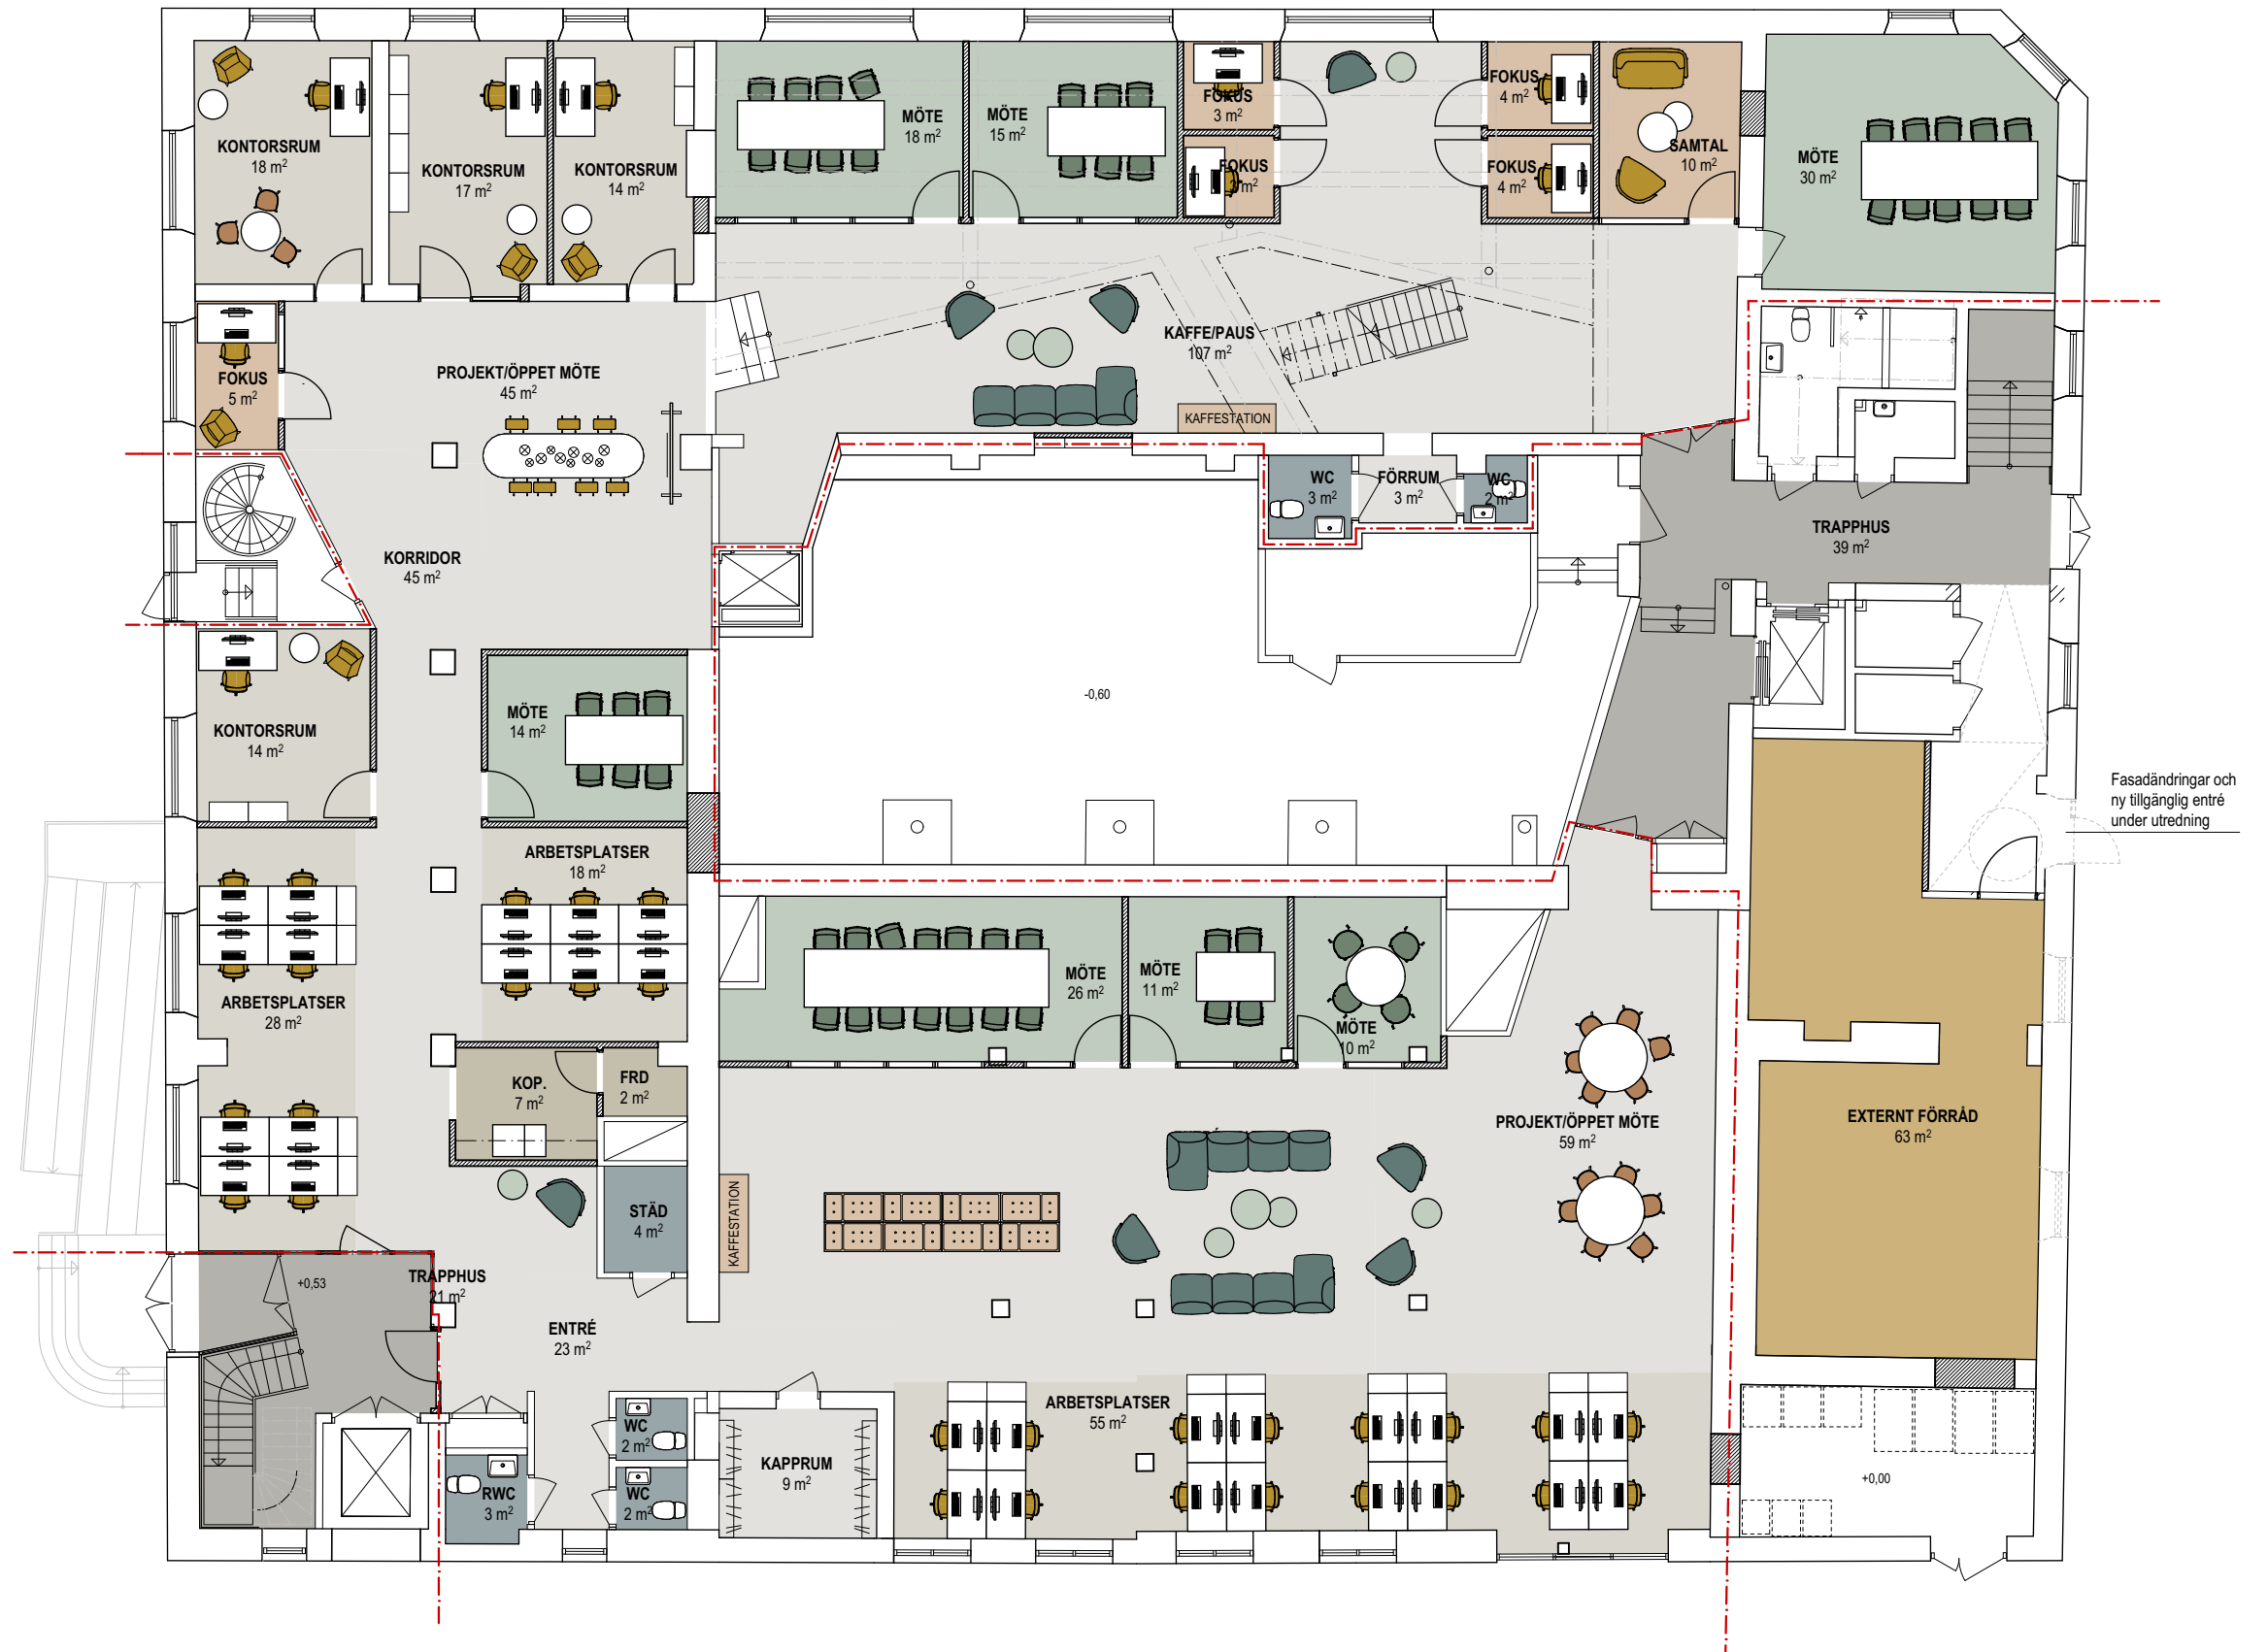 KONTORSRUM
18 m²
KONTORSRUM
17 m²
KONTORSRUM
14 m²
MÖTE
18 m²
MÖTE
15 m²
FOKUS
3 m²
FOKUS
m²
FOKUS
4 m²
FOKUS
4 m²
SAMTAL
10 m²
MÖTE
30 m²
FOKUS
5 m²
PROJEKT/ÖPPET MÖTE
45 m²
KAFFE/PAUS
107 m²
KAFFESTATION
WC
3 m²
FÖRRUM
3 m²
WC
2 m²
TRAPPHUS
39 m²
KORRIDOR
45 m²
KONTORSRUM
14 m²
MÖTE
14 m²
-0,60
Fasadändringar och
ny tillgänglig entré
under utredning
ARBETSPLATSER
18 m²
ARBETSPLATSER
28 m²
MÖTE
26 m²
MÖTE
11 m²
MÖTE
10 m²
KOP.
7 m²
FRD
2 m²
PROJEKT/ÖPPET MÖTE
59 m²
EXTERNT FÖRRÅD
63 m²
STÄD
4 m²
KAFFESTATION
+0,53
TRAPPHUS
21 m²
ENTRÉ
23 m²
ARBETSPLATSER
55 m²
WC
2 m²
KAPPRUM
9 m²
RWC
3 m²
WC
2 m²
+0,00